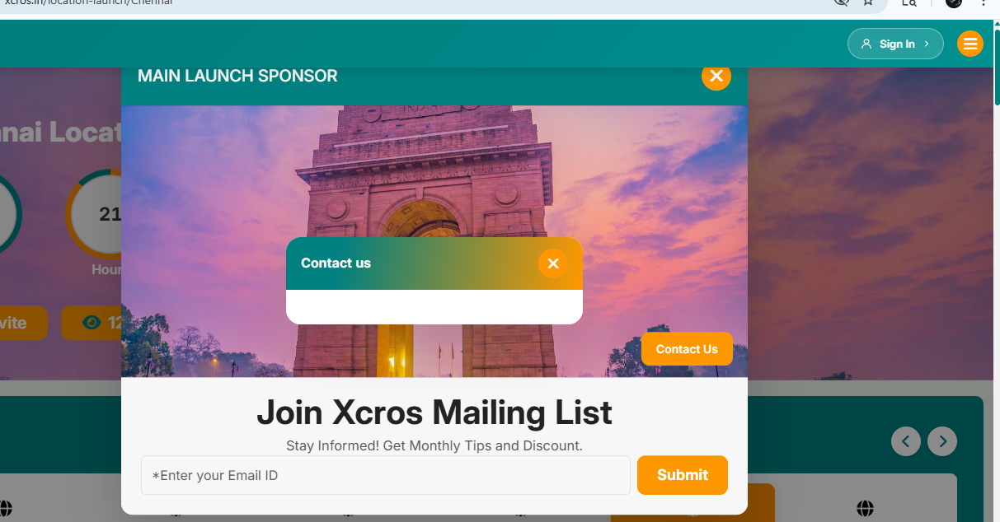 xcros.in/location-launch/Chennai
Sign In
MAIN LAUNCH SPONSOR
INDIA
nai Locat
21
Hour
Contact us
vite
12
Contact Us
Join Xcros Mailing List
Stay Informed! Get Monthly Tips and Discount.
*Enter your Email ID
Submit